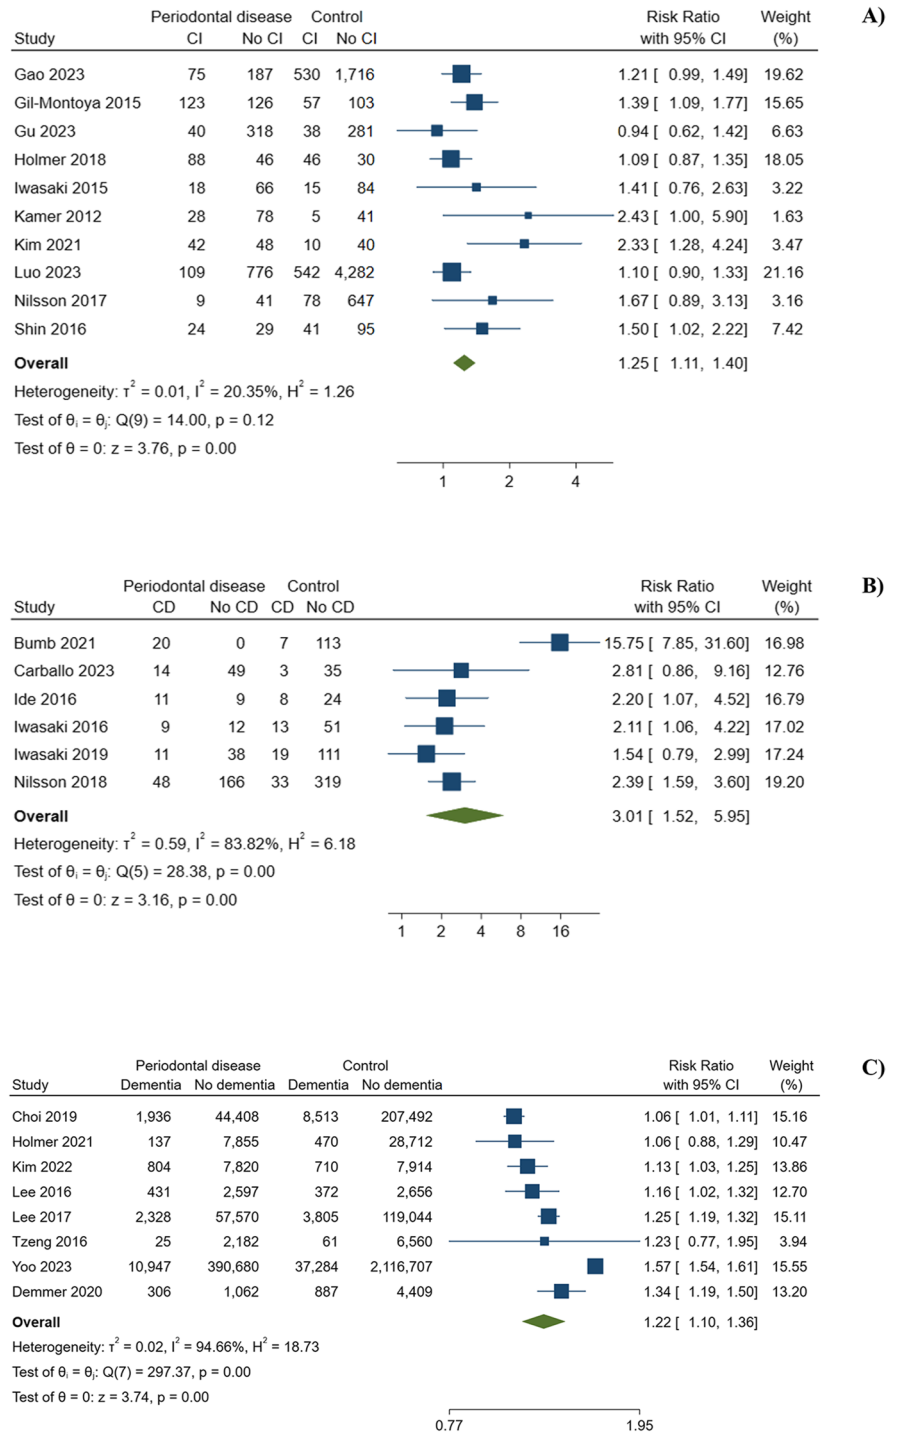 A)
Periodontal disease Control Risk Ratio Weight
Study CI No CI CI No CI with 95% CI (%)
Gao 2023 75 187 530 1,716 1.21 [ 0.99, 1.49] 19.62
Gil-Montoya 2015 123 126 57 103 1.39 [ 1.09, 1.77] 15.65
Gu 2023 40 318 38 281 0.94 [ 0.62, 1.42] 6.63
Holmer 2018 88 46 46 30 1.09 [ 0.87, 1.35] 18.05
Iwasaki 2015 18 66 15 84 1.41 [ 0.76, 2.63] 3.22
Kamer 2012 28 78 5 41 2.43 [ 1.00, 5.90] 1.63
Kim 2021 42 48 10 40 2.33 [ 1.28, 4.24] 3.47
Luo 2023 109 776 542 4,282 1.10 [ 0.90, 1.33] 21.16
Nilsson 2017 9 41 78 647 1.67 [ 0.89, 3.13] 3.16
Shin 2016 24 29 41 95 1.50 [ 1.02, 2.22] 7.42
Overall 1.25 [ 1.11, 1.40]
Heterogeneity: τ² = 0.01, I² = 20.35%, H² = 1.26
Test of θᵢ = θⱼ: Q(9) = 14.00, p = 0.12
Test of θ = 0: z = 3.76, p = 0.00
1 2 4
B)
Periodontal disease Control Risk Ratio Weight
Study CD No CD CD No CD with 95% CI (%)
Bumb 2021 20 0 7 113 15.75 [ 7.85, 31.60] 16.98
Carballo 2023 14 49 3 35 2.81 [ 0.86, 9.16] 12.76
Ide 2016 11 9 8 24 2.20 [ 1.07, 4.52] 16.79
Iwasaki 2016 9 12 13 51 2.11 [ 1.06, 4.22] 17.02
Iwasaki 2019 11 38 19 111 1.54 [ 0.79, 2.99] 17.24
Nilsson 2018 48 166 33 319 2.39 [ 1.59, 3.60] 19.20
Overall 3.01 [ 1.52, 5.95]
Heterogeneity: τ² = 0.59, I² = 83.82%, H² = 6.18
Test of θᵢ = θⱼ: Q(5) = 28.38, p = 0.00
Test of θ = 0: z = 3.16, p = 0.00
1 2 4 8 16
C)
Periodontal disease Control Risk Ratio Weight
Study Dementia No dementia Dementia No dementia with 95% CI (%)
Choi 2019 1,936 44,408 8,513 207,492 1.06 [ 1.01, 1.11] 15.16
Holmer 2021 137 7,855 470 28,712 1.06 [ 0.88, 1.29] 10.47
Kim 2022 804 7,820 710 7,914 1.13 [ 1.03, 1.25] 13.86
Lee 2016 431 2,597 372 2,656 1.16 [ 1.02, 1.32] 12.70
Lee 2017 2,328 57,570 3,805 119,044 1.25 [ 1.19, 1.32] 15.11
Tzeng 2016 25 2,182 61 6,560 1.23 [ 0.77, 1.95] 3.94
Yoo 2023 10,947 390,680 37,284 2,116,707 1.57 [ 1.54, 1.61] 15.55
Demmer 2020 306 1,062 887 4,409 1.34 [ 1.19, 1.50] 13.20
Overall 1.22 [ 1.10, 1.36]
Heterogeneity: τ² = 0.02, I² = 94.66%, H² = 18.73
Test of θᵢ = θⱼ: Q(7) = 297.37, p = 0.00
Test of θ = 0: z = 3.74, p = 0.00
0.77 1.95